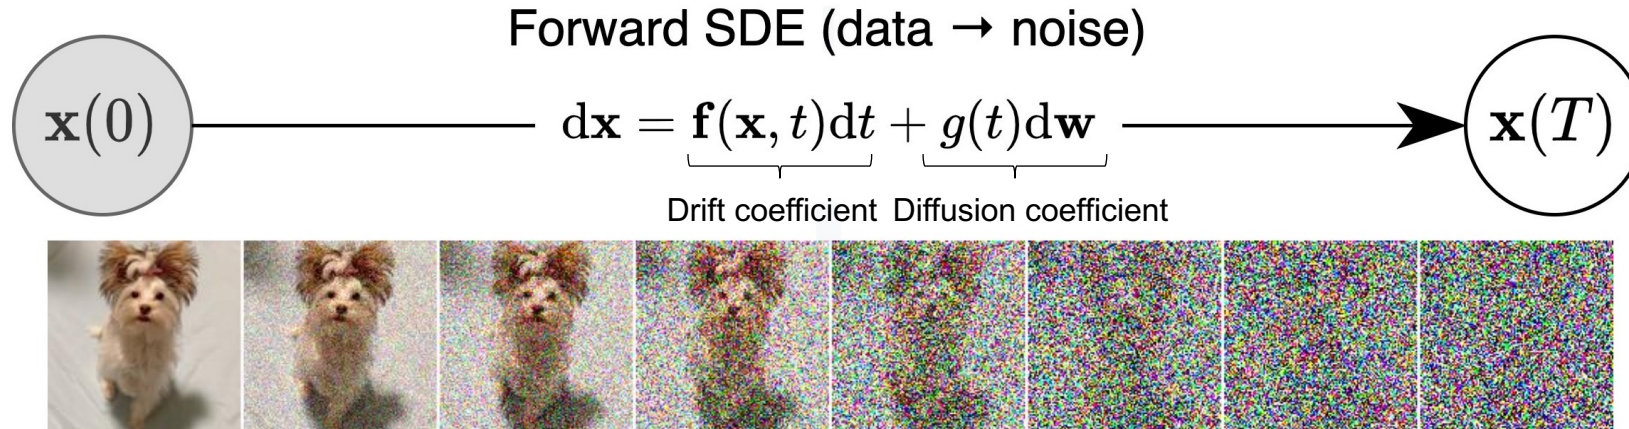 Forward SDE (data → noise)
x(0) dx = f(x, t)dt + g(t)dw x(T)
Drift coefficient Diffusion coefficient